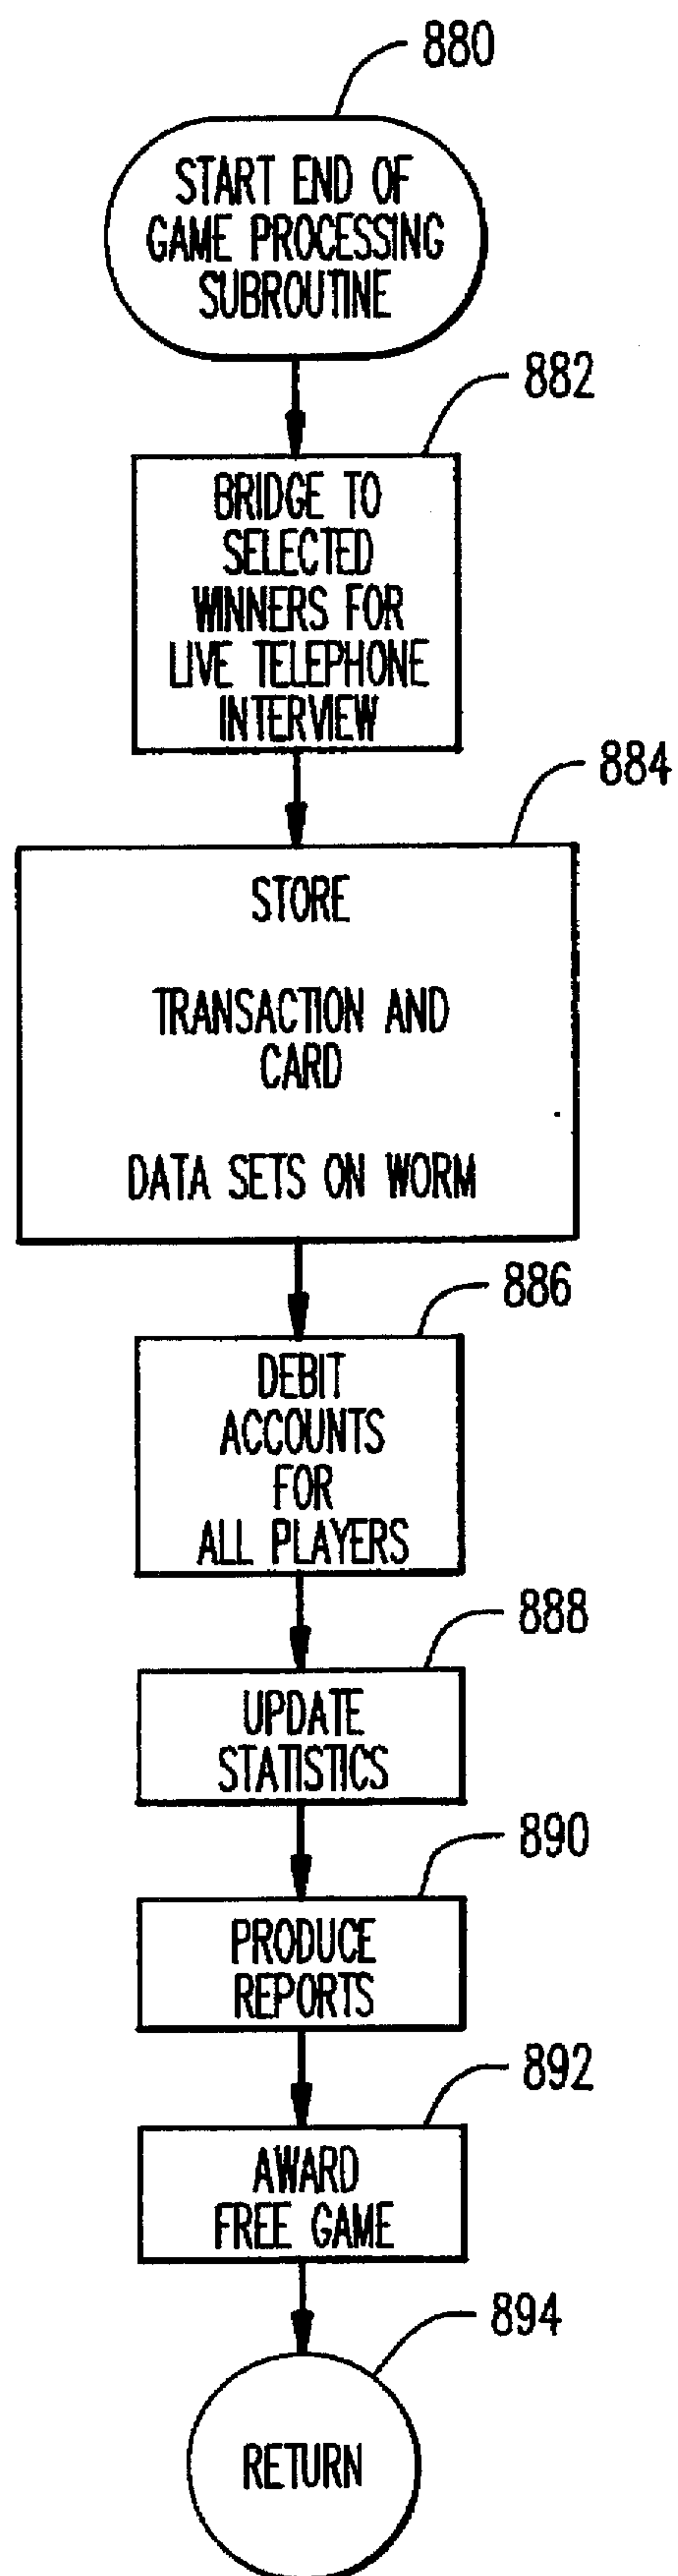 880
START END OF
GAME PROCESSING
SUBROUTINE
882
BRIDGE TO
SELECTED
WINNERS FOR
LIVE TELEPHONE
INTERVIEW
884
STORE
TRANSACTION AND
CARD
DATA SETS ON WORM
886
DEBIT
ACCOUNTS
FOR
ALL PLAYERS
888
UPDATE
STATISTICS
890
PRODUCE
REPORTS
892
AWARD
FREE GAME
894
RETURN